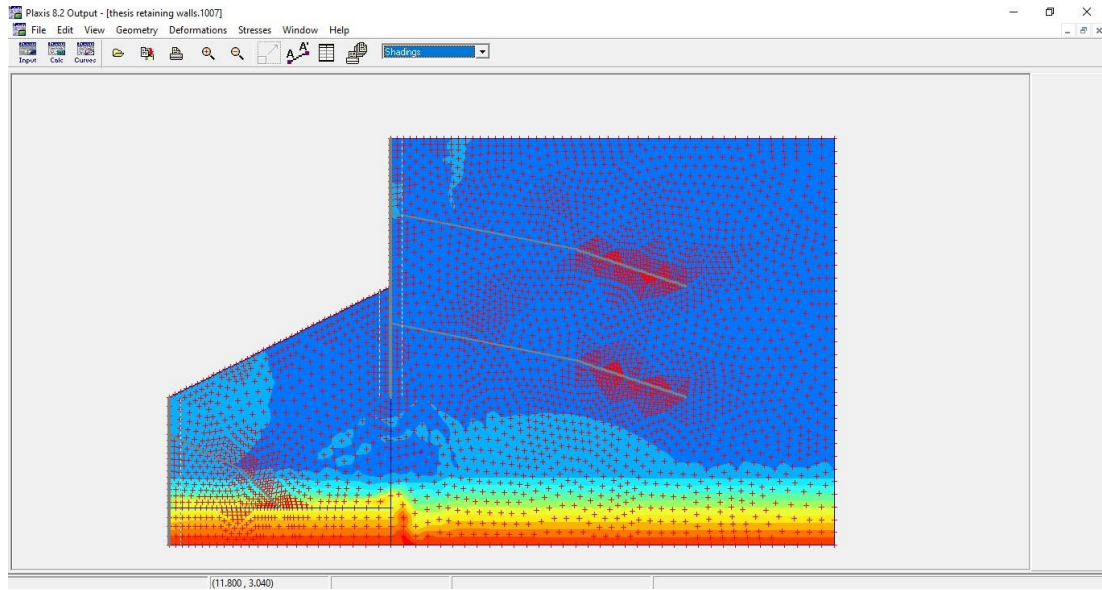 Plaxis 8.2 Output - [thesis retaining walls.1007]
File Edit View Geometry Deformations Stresses Window Help
Input Calc Curves
Shadings
(11.800 , 3.040)